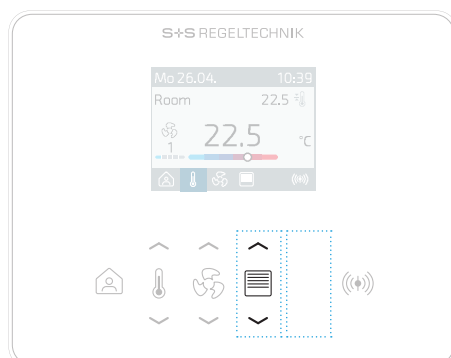 S+S REGELTECHNIK
Mo 26.04. 10:39
Room 22.5
22.5 °C
1